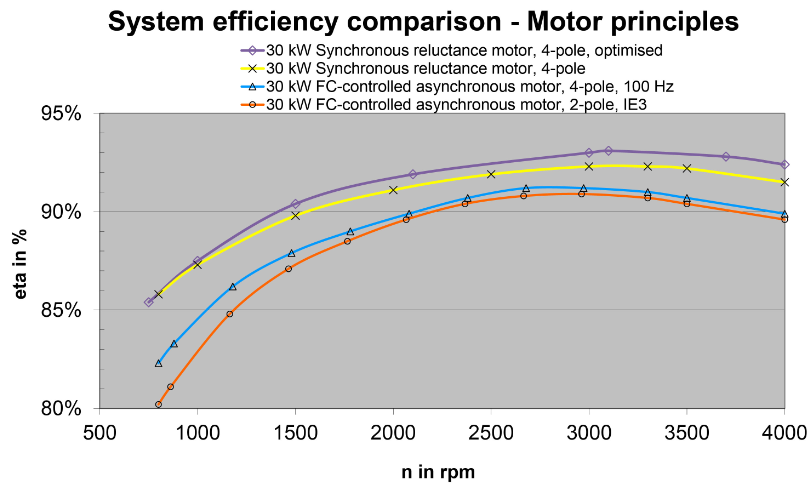 System efficiency comparison - Motor principles
30 kW Synchronous reluctance motor, 4-pole, optimised
30 kW Synchronous reluctance motor, 4-pole
30 kW FC-controlled asynchronous motor, 4-pole, 100 Hz
30 kW FC-controlled asynchronous motor, 2-pole, IE3
95%
90%
85%
80%
eta in %
500 1000 1500 2000 2500 3000 3500 4000
n in rpm